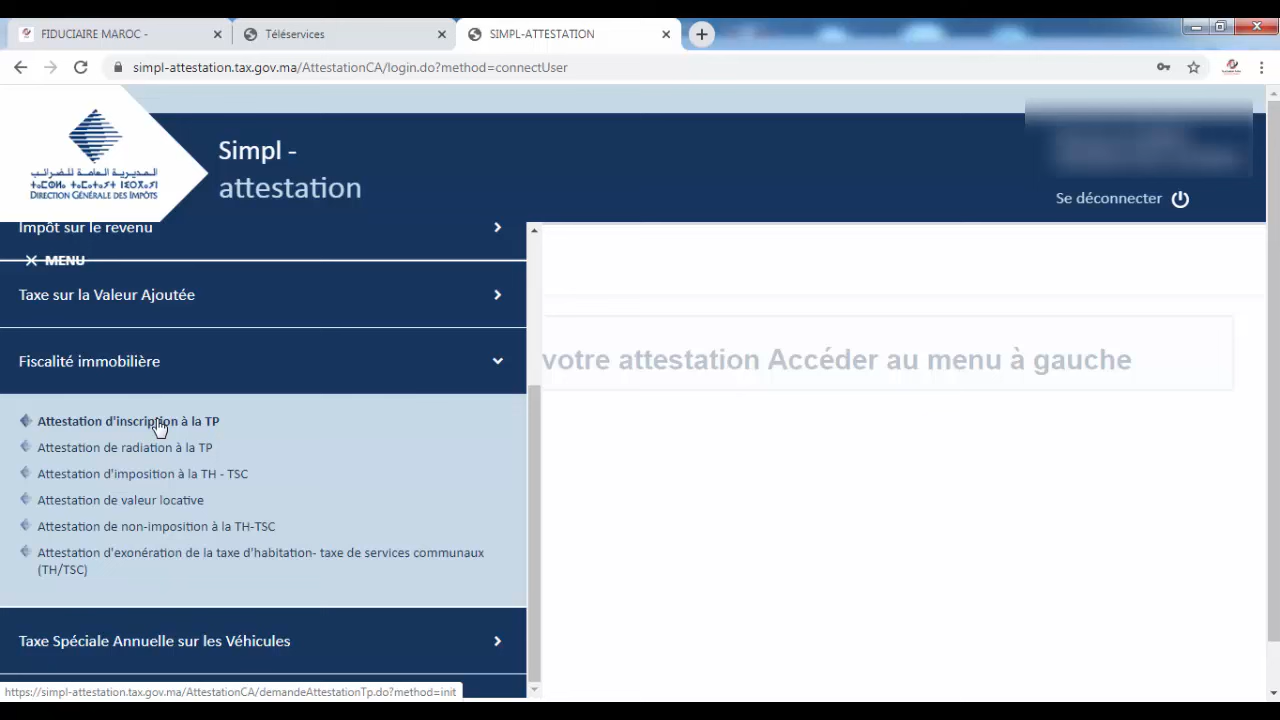 FIDUCIAIRE MAROC -
Téléservices
SIMPL-ATTESTATION
simpl-attestation.tax.gov.ma/AttestationCA/login.do?method=connectUser
المديرية العامة للضرائب
DIRECTION GÉNÉRALE DES IMPÔTS
Simpl -
attestation
Se déconnecter
Impôt sur le revenu
MENU
Taxe sur la Valeur Ajoutée
votre attestation Accéder au menu à gauche
Fiscalité immobilière
Attestation d'inscription à la TP
Attestation de radiation à la TP
Attestation d'imposition à la TH - TSC
Attestation de valeur locative
Attestation de non-imposition à la TH-TSC
Attestation d'exonération de la taxe d'habitation- taxe de services communaux
(TH/TSC)
Taxe Spéciale Annuelle sur les Véhicules
https://simpl-attestation.tax.gov.ma/AttestationCA/demandeAttestationTp.do?method=init